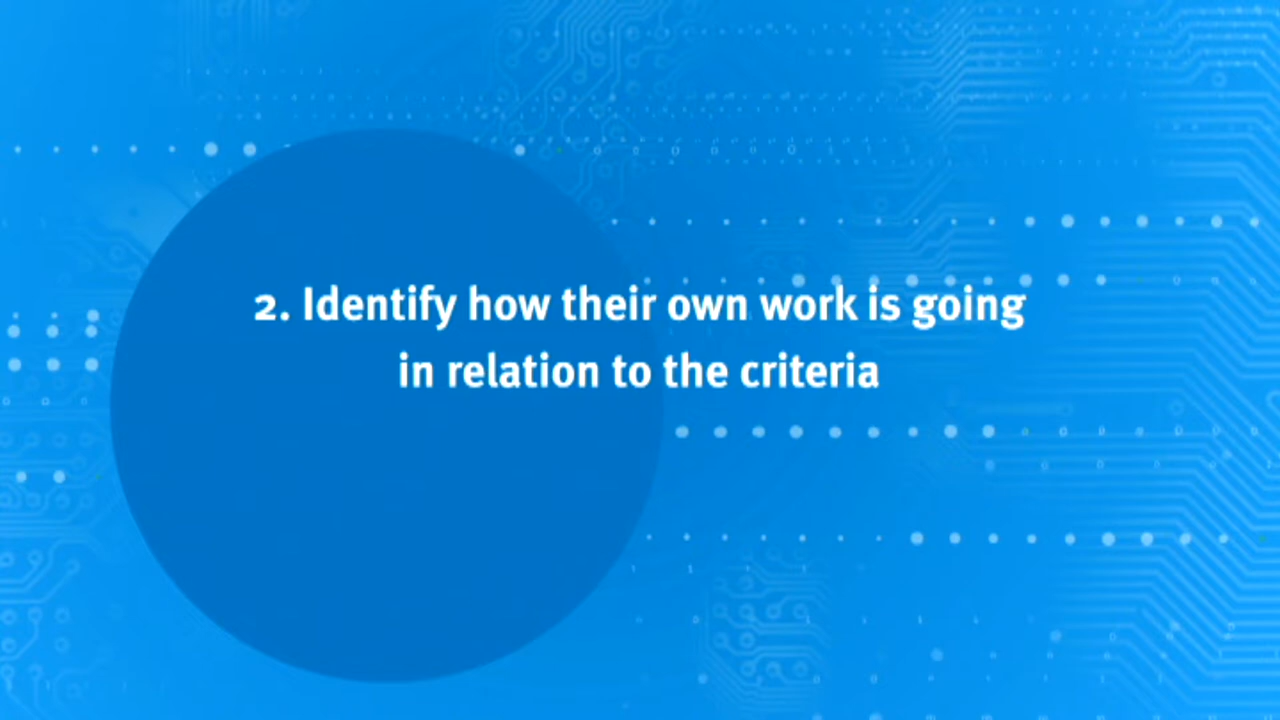 2. Identify how their own work is going
in relation to the criteria